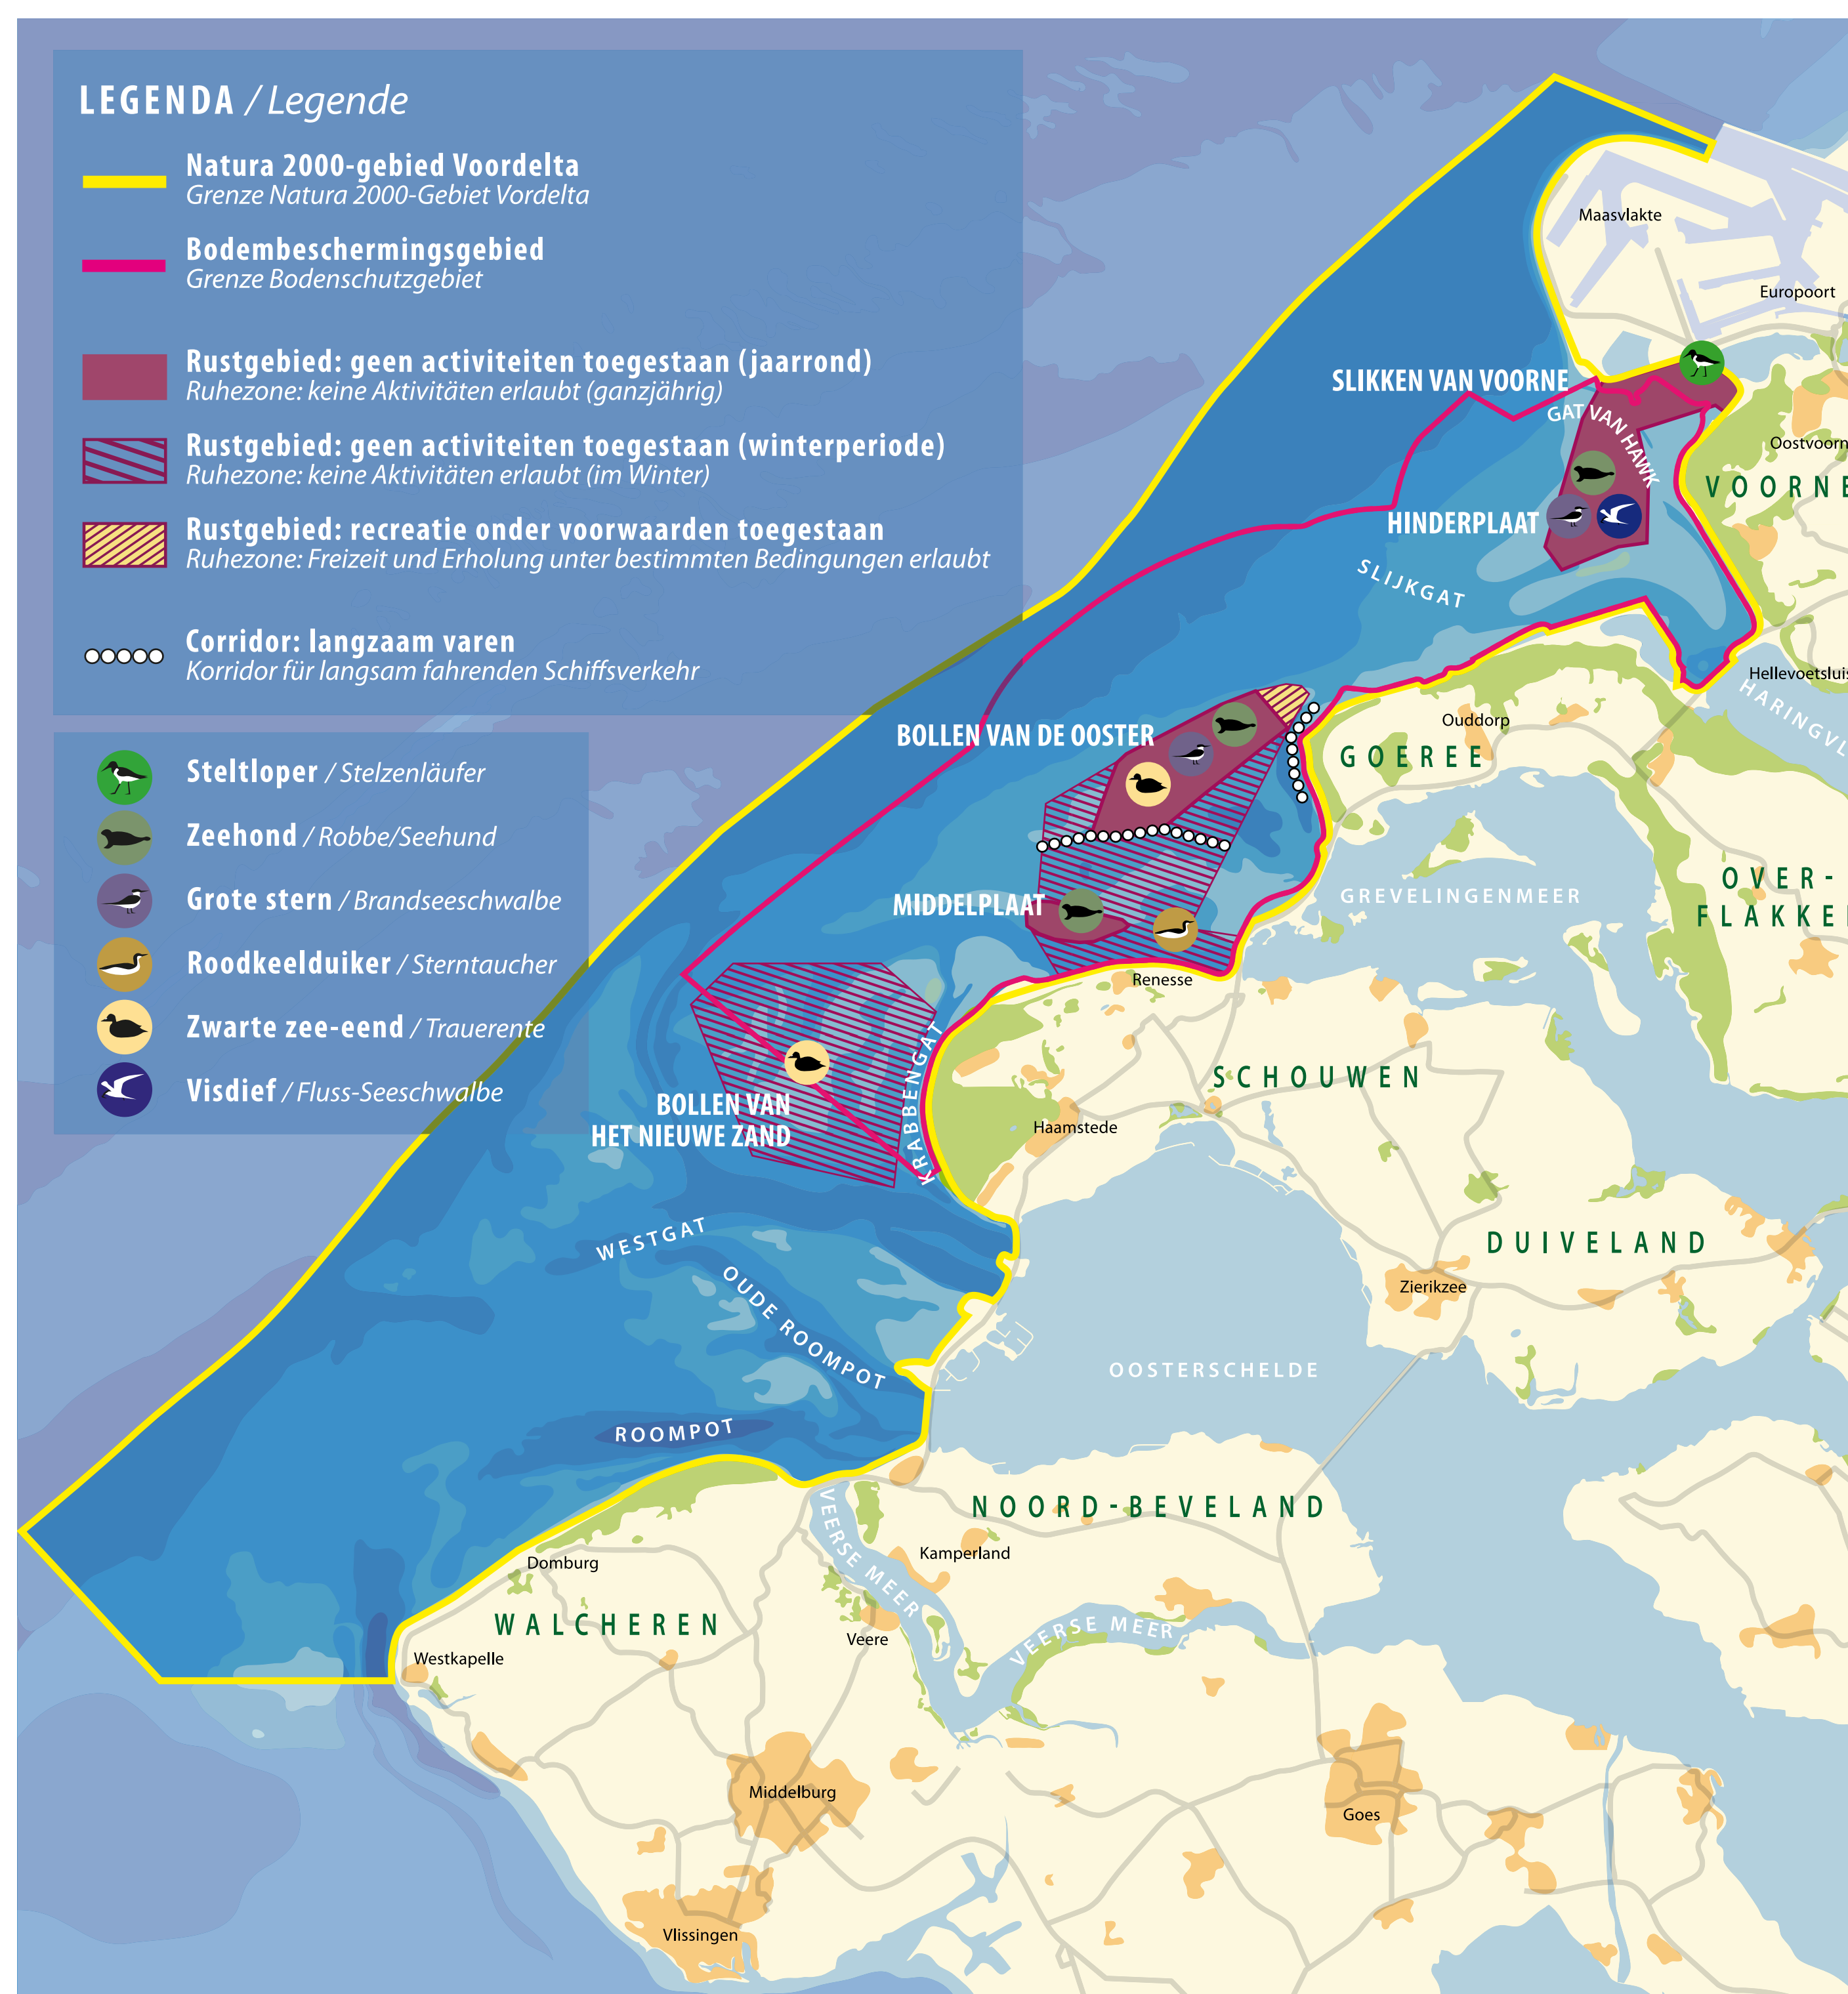 LEGENDA / Legende
Natura 2000-gebied Voordelta
Grenze Natura 2000-Gebiet Vordelta
Bodembeschermingsgebied
Grenze Bodenschutzgebiet
Rustgebied: geen activiteiten toegestaan (jaarrond)
Ruhezone: keine Aktivitäten erlaubt (ganzjährig)
Rustgebied: geen activiteiten toegestaan (winterperiode)
Ruhezone: keine Aktivitäten erlaubt (im Winter)
Rustgebied: recreatie onder voorwaarden toegestaan
Ruhezone: Freizeit und Erholung unter bestimmten Bedingungen erlaubt
Corridor: langzaam varen
Korridor für langsam fahrenden Schiffsverkehr
Steltloper / Stelzenläufer
Zeehond / Robbe/Seehund
Grote stern / Brandseeschwalbe
Roodkeelduiker / Sterntaucher
Zwarte zee-eend / Trauerente
Visdief / Fluss-Seeschwalbe
Maasvlakte
Europoort
SLIKKEN VAN VOORNE
GAT VAN HAWK
Oostvoorn
VOORNE
HINDERPLAAT
SLIJKGAT
Hellevoetsluis
HARINGVL
Ouddorp
BOLLEN VAN DE OOSTER
GOEREE
OVER-
FLAKKE
GREVELINGENMEER
MIDDELPLAAT
Renesse
SCHOUWEN
KRABBENGAT
BOLLEN VAN
HET NIEUWE ZAND
Haamstede
WESTGAT
DUIVELAND
OUDE ROOMPOT
Zierikzee
OOSTERSCHELDE
ROOMPOT
NOORD-BEVELAND
VEERSE MEER
Kamperland
Domburg
WALCHEREN
Veere
VEERSE MEER
Westkapelle
Middelburg
Goes
Vlissingen